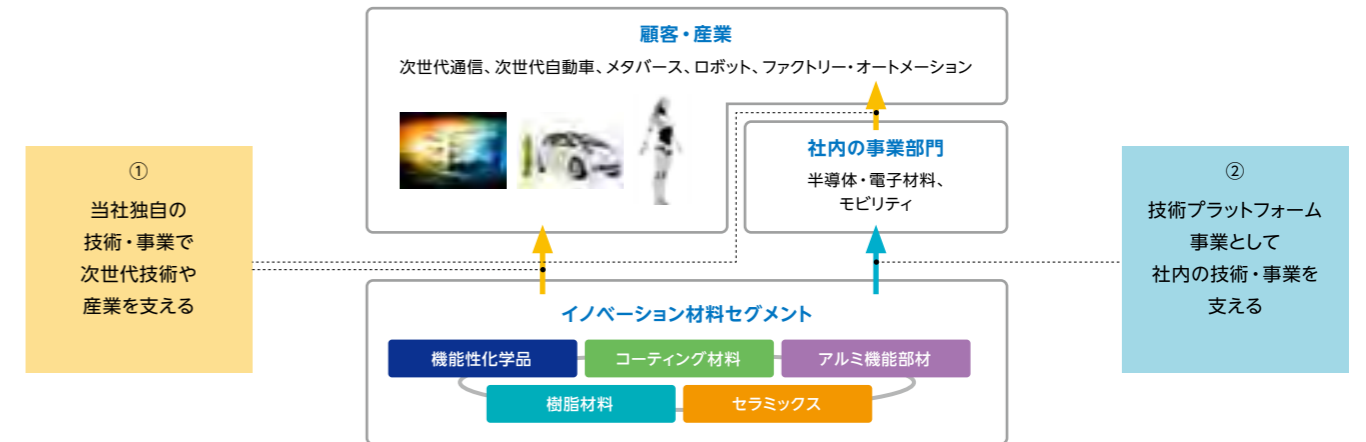 顧客・産業
次世代通信、次世代自動車、メタバース、ロボット、ファクトリー・オートメーション
社内の事業部門
半導体・電子材料、
モビリティ
①
当社独自の
技術・事業で
次世代技術や
産業を支える
②
技術プラットフォーム
事業として
社内の技術・事業を
支える
イノベーション材料セグメント
機能性化学品
コーティング材料
アルミ機能部材
樹脂材料
セラミックス